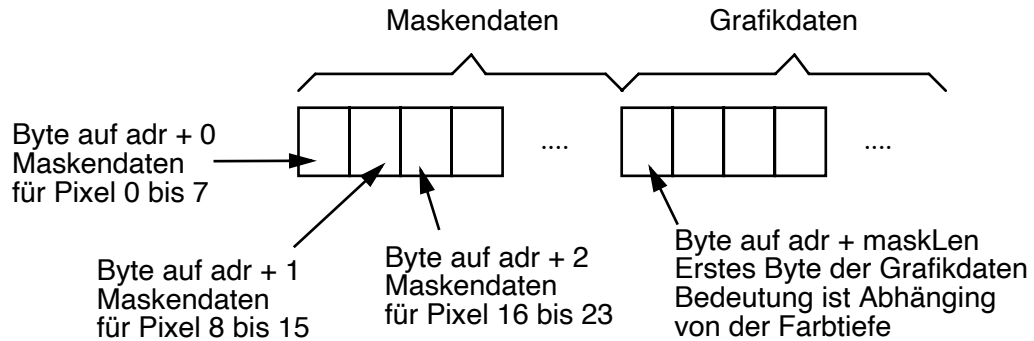 Maskendaten
Grafikdaten
Byte auf adr + 0
Maskendaten
für Pixel 0 bis 7
....
....
Byte auf adr + 1
Maskendaten
für Pixel 8 bis 15
Byte auf adr + 2
Maskendaten
für Pixel 16 bis 23
Byte auf adr + maskLen
Erstes Byte der Grafikdaten
Bedeutung ist Abhänging
von der Farbtiefe